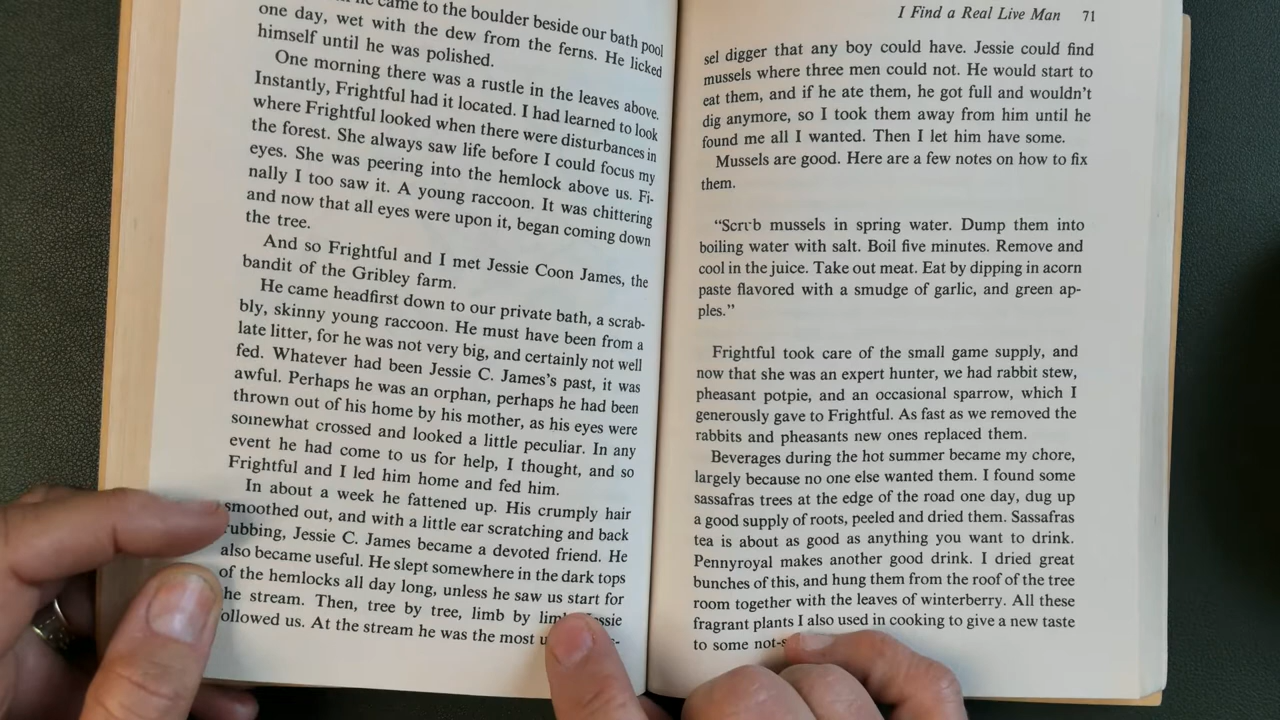 came to the boulder beside our bath pool
one day, wet with the dew from the ferns. He licked
himself until he was polished.
One morning there was a rustle in the leaves above.
Instantly, Frightful had it located. I had learned to look
where Frightful looked when there were disturbances in
the forest. She always saw life before I could focus my
eyes. She was peering into the hemlock above us. Fi-
nally I too saw it. A young raccoon. It was chittering
and now that all eyes were upon it, began coming down
the tree.
And so Frightful and I met Jessie Coon James, the
bandit of the Gribley farm.
He came headfirst down to our private bath, a scrab-
bly, skinny young raccoon. He must have been from a
late litter, for he was not very big, and certainly not well
fed. Whatever had been Jessie C. James's past, it was
awful. Perhaps he was an orphan, perhaps he had been
thrown out of his home by his mother, as his eyes were
somewhat crossed and looked a little peculiar. In any
event he had come to us for help, I thought, and so
Frightful and I led him home and fed him.
In about a week he fattened up. His crumply hair
smoothed out, and with a little ear scratching and back
rubbing, Jessie C. James became a devoted friend. He
also became useful. He slept somewhere in the dark tops
of the hemlocks all day long, unless he saw us start for
the stream. Then, tree by tree, limb by limb, Jessie
followed us. At the stream he was the most
I Find a Real Live Man 71
sel digger that any boy could have. Jessie could find
mussels where three men could not. He would start to
eat them, and if he ate them, he got full and wouldn't
dig anymore, so I took them away from him until he
found me all I wanted. Then I let him have some.
Mussels are good. Here are a few notes on how to fix
them.
"Scrub mussels in spring water. Dump them into
boiling water with salt. Boil five minutes. Remove and
cool in the juice. Take out meat. Eat by dipping in acorn
paste flavored with a smudge of garlic, and green ap-
ples."
Frightful took care of the small game supply, and
now that she was an expert hunter, we had rabbit stew,
pheasant potpie, and an occasional sparrow, which I
generously gave to Frightful. As fast as we removed the
rabbits and pheasants new ones replaced them.
Beverages during the hot summer became my chore,
largely because no one else wanted them. I found some
sassafras trees at the edge of the road one day, dug up
a good supply of roots, peeled and dried them. Sassafras
tea is about as good as anything you want to drink.
Pennyroyal makes another good drink. I dried great
bunches of this, and hung them from the roof of the tree
room together with the leaves of winterberry. All these
fragrant plants I also used in cooking to give a new taste
to some